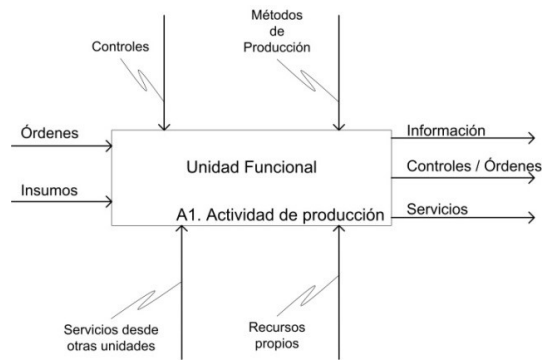 Métodos
de
Producción
Controles
Órdenes
Insumos
Unidad Funcional
A1. Actividad de producción
Información
Controles / Órdenes
Servicios
Servicios desde
otras unidades
Recursos
propios